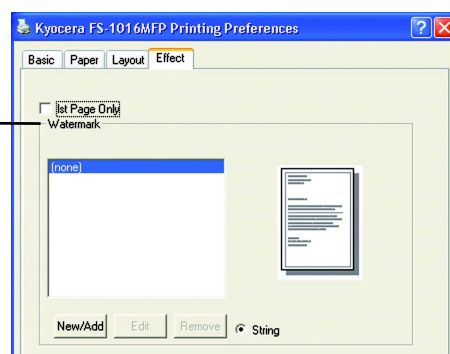 Kyocera FS-1016MFP Printing Preferences
Basic Paper Layout Effect
Ist Page Only
Watermark
(none)
New/Add Edit Remove String